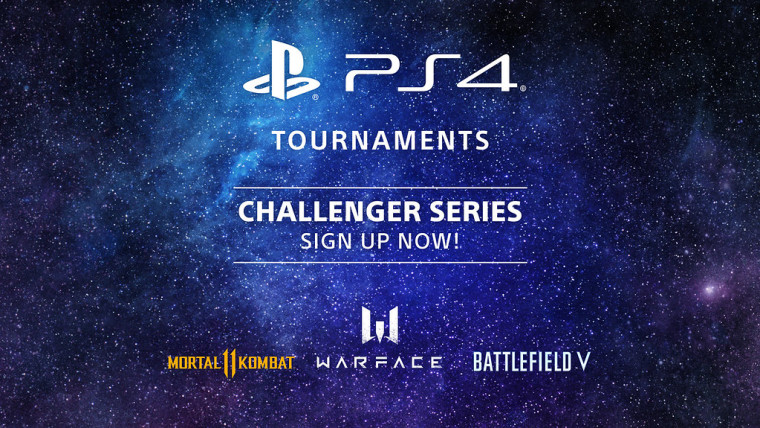 PS4
TOURNAMENTS
CHALLENGER SERIES
SIGN UP NOW!
MORTAL 11 KOMBAT
WARFACE
BATTLEFIELD V